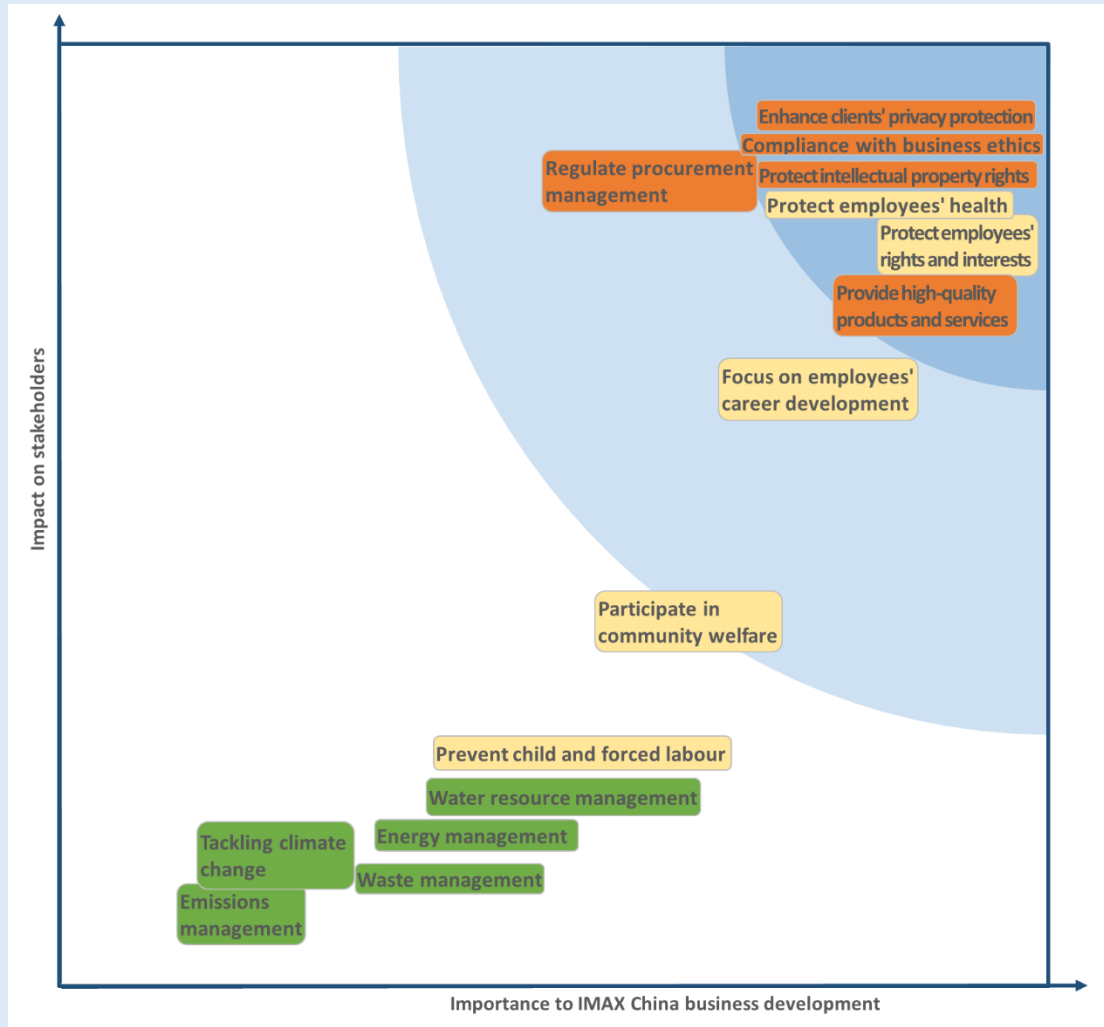 Enhance clients' privacy protection
Compliance with business ethics
Regulate procurement
management
Protect intellectual property rights
Protect employees' health
Protect employees'
rights and interests
Provide high-quality
products and services
Focus on employees'
career development
Impact on stakeholders
Participate in
community welfare
Prevent child and forced labour
Water resource management
Energy management
Tackling climate
change
Waste management
Emissions
management
Importance to IMAX China business development